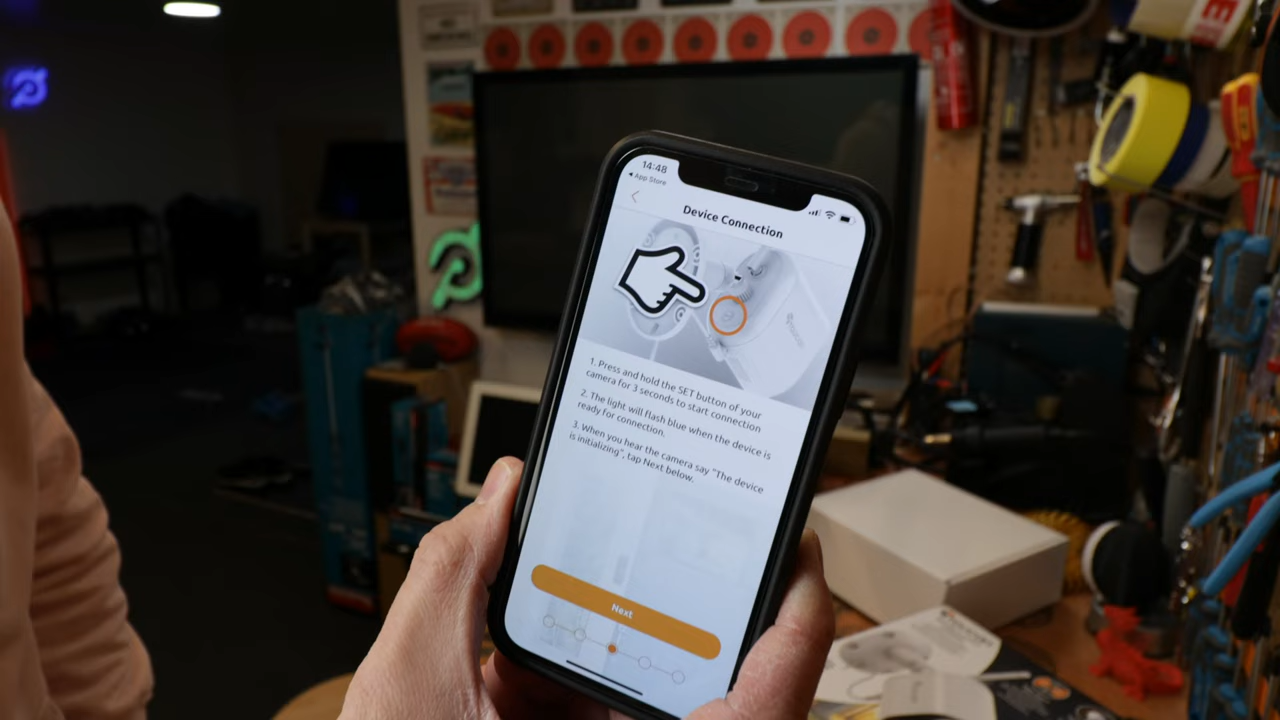 14:48
◀ App Store
Device Connection
1. Press and hold the SET button of your
camera for 3 seconds to start connection
2. The light will flash blue when the device is
ready for connection.
3. When you hear the camera say "The device
is initializing", tap Next below.
Next